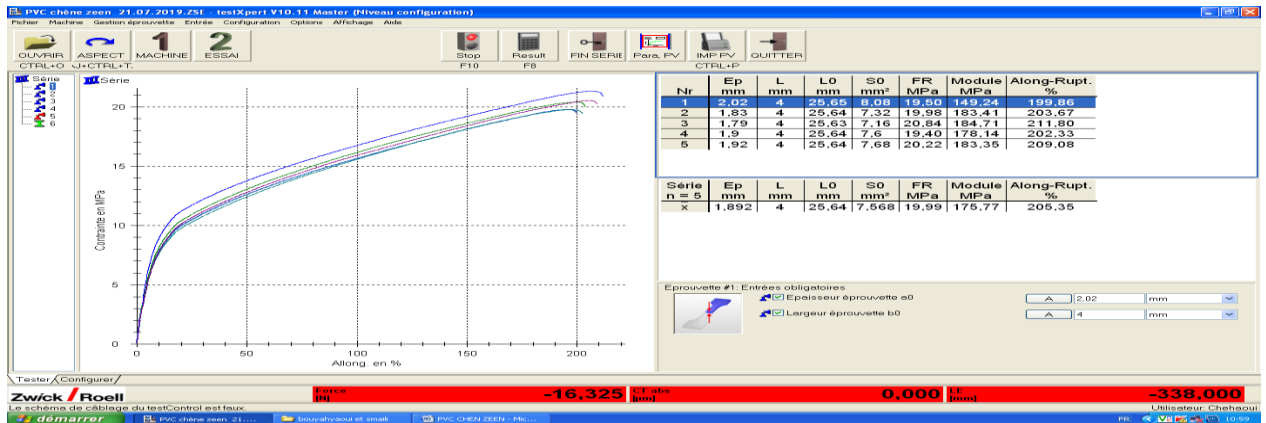 PVC chêne zeen 21.07.2019.ZSE - testXpert V10.11 Master (Niveau configuration)
Fichier Machine Gestion éprouvette Entrée Configuration Options Affichage Aide
OUVRIR ASPECT MACHINE ESSAI Stop Result FIN SERIE Para. PV IMP PV QUITTER
CTRL+O J+CTRL+T. F10 F8 CTRL+P
Série
1
2
3
4
5
6
Série
20
15
10
5
0
Contrainte en MPa
0 50 100 150 200
Allong. en %
Ep L L0 S0 FR Module Along-Rupt.
Nr mm mm mm mm² MPa MPa %
1 2,02 4 25,65 8,08 19,50 149,24 199,86
2 1,83 4 25,64 7,32 19,98 183,41 203,67
3 1,79 4 25,63 7,16 20,84 184,71 211,80
4 1,9 4 25,64 7,6 19,40 178,14 202,33
5 1,92 4 25,64 7,68 20,22 183,35 209,08
Série Ep L L0 S0 FR Module Along-Rupt.
n = 5 mm mm mm mm² MPa MPa %
x 1,892 4 25,64 7,568 19,99 175,77 205,35
Eprouvette #1: Entrées obligatoires
Epaisseur éprouvette a0 A 2,02 mm
Largeur éprouvette b0 A 4 mm
Tester Configurer
Zwick / Roell Force [N] -16,325 CT abs [µm] 0,000 LE [mm] -338,000
Le schéma de câblage du testControl est faux. Utilisateur: Chehaoui
démarrer PVC chêne zeen 21.... bouyahyaoui et smaili PVC CHEN ZEEN - Mic... FR 10:59